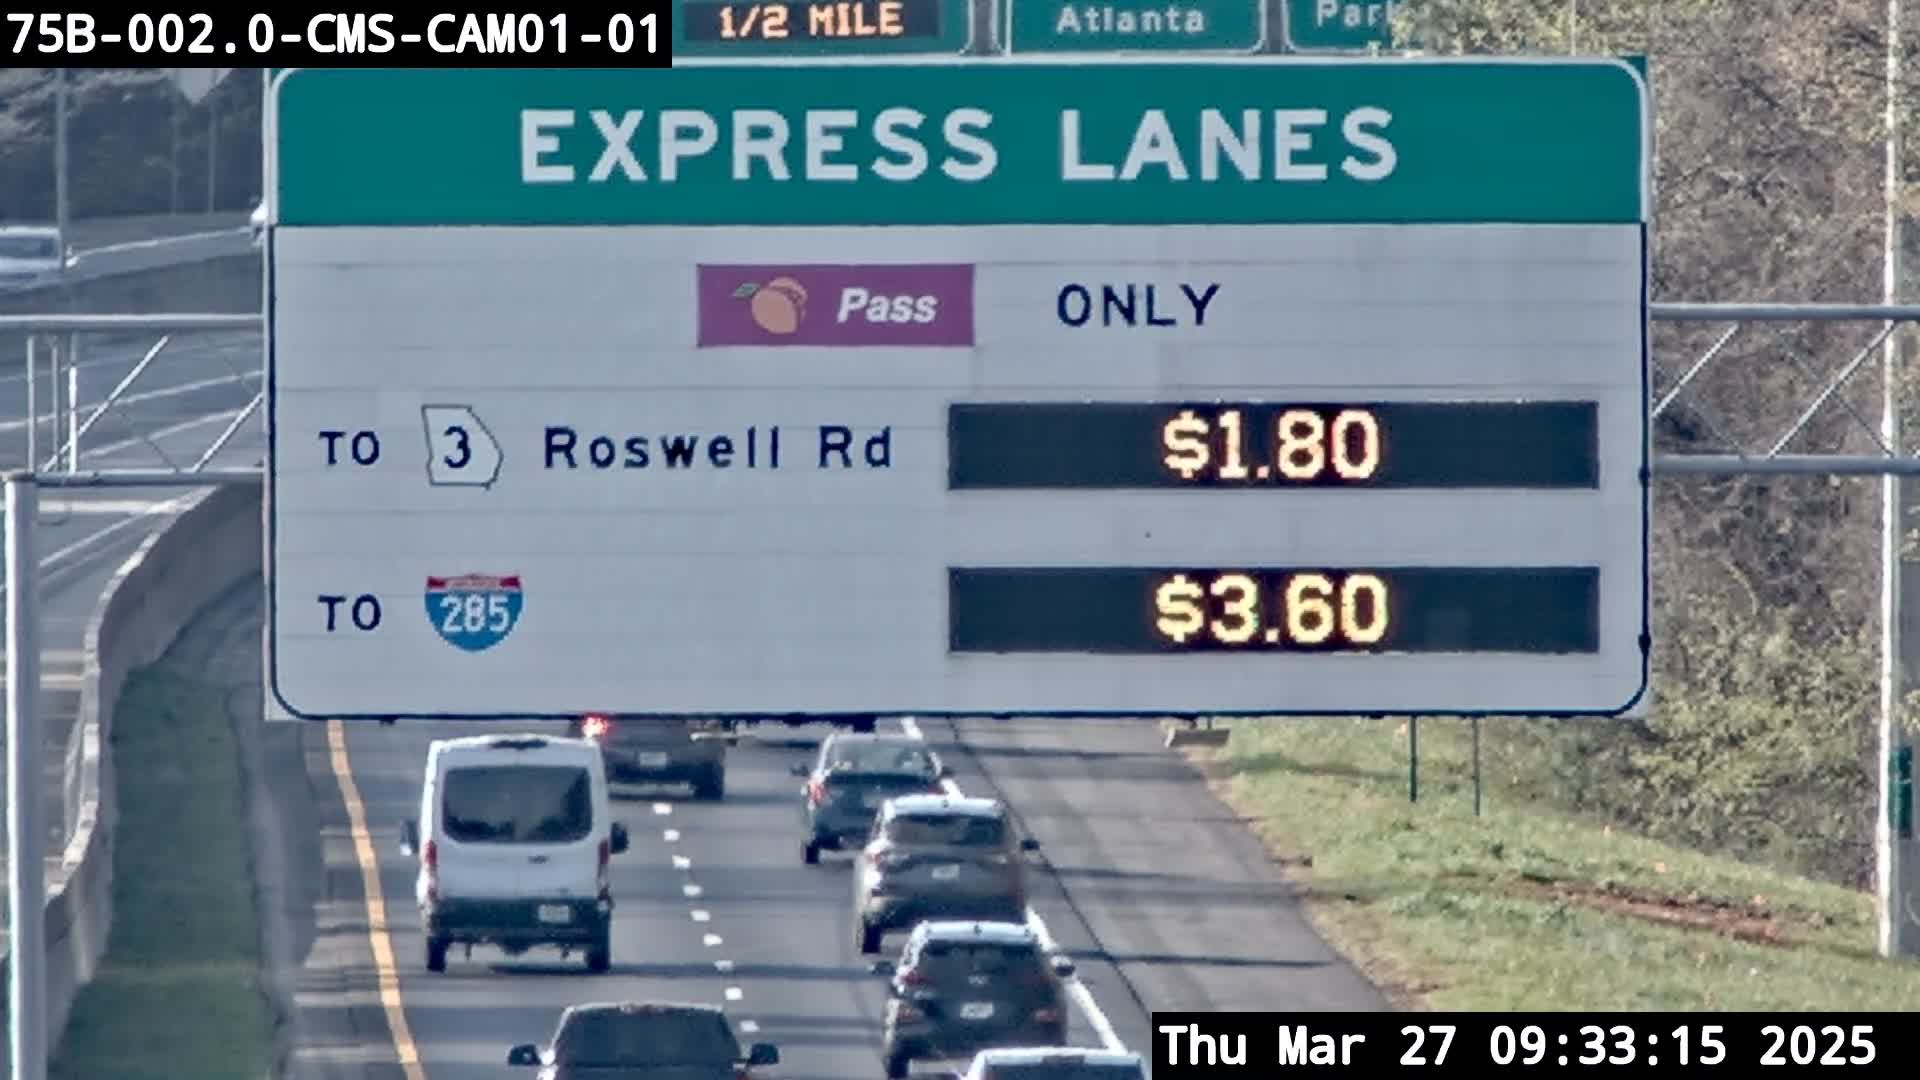 75B-002.0-CMS-CAM01-01
1/2 MILE
Atlanta
EXPRESS LANES
Pass ONLY
TO 3 Roswell Rd $1.80
TO 285 $3.60
Thu Mar 27 09:33:15 2025